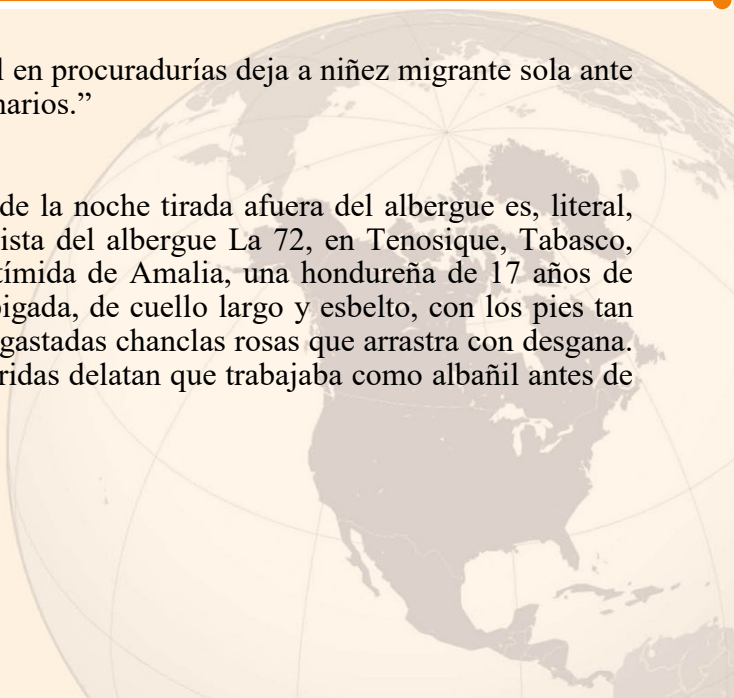 l en procuradurías deja a niñez migrante sola ante
narios.”
de la noche tirada afuera del albergue es, literal,
ista del albergue La 72, en Tenosique, Tabasco,
tímida de Amalia, una hondureña de 17 años de
pigada, de cuello largo y esbelto, con los pies tan
gastadas chanclas rosas que arrastra con desgana.
ridas delatan que trabajaba como albañil antes de